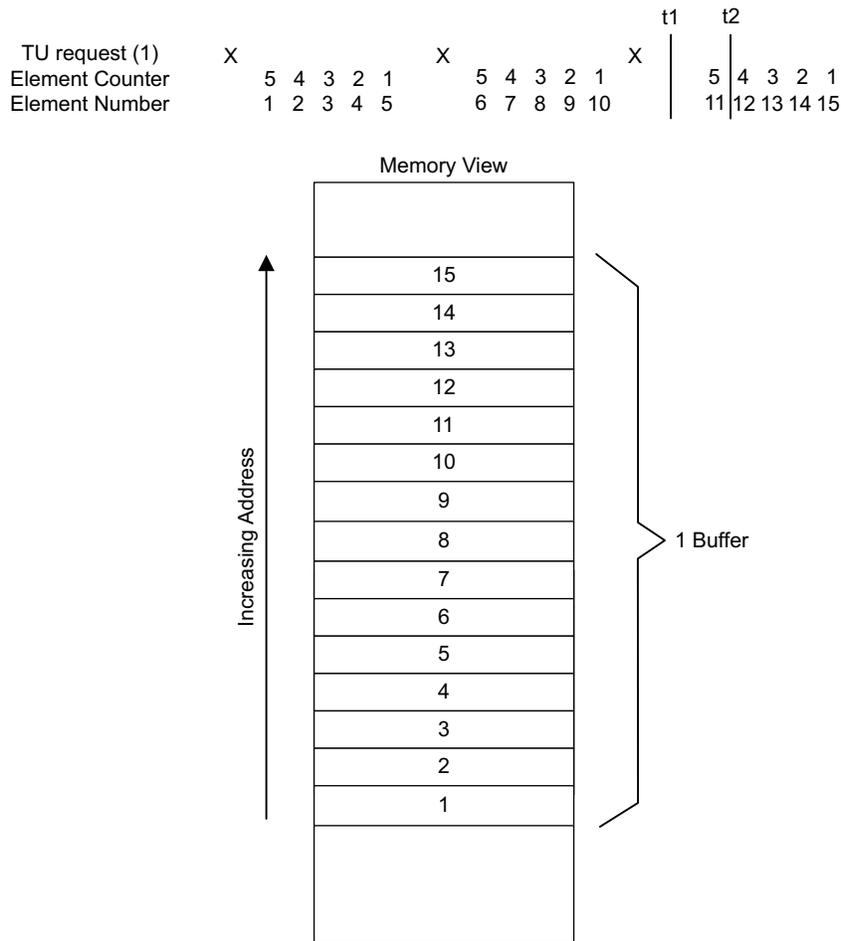 t1 t2
TU request (1) X X X
Element Counter 5 4 3 2 1 5 4 3 2 1 5 4 3 2 1
Element Number 1 2 3 4 5 6 7 8 9 10 11 12 13 14 15
Memory View
15
14
13
12
11
10
9
8
7
6
5
4
3
2
1
Increasing Address
1 Buffer